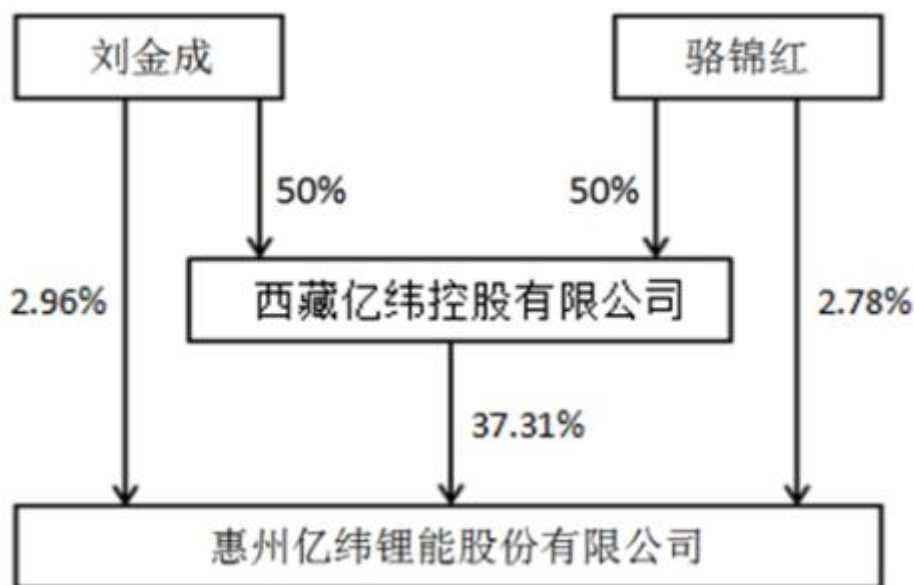 刘金成
骆锦红
50%
50%
西藏亿纬控股有限公司
2.96%
2.78%
37.31%
惠州亿纬锂能股份有限公司